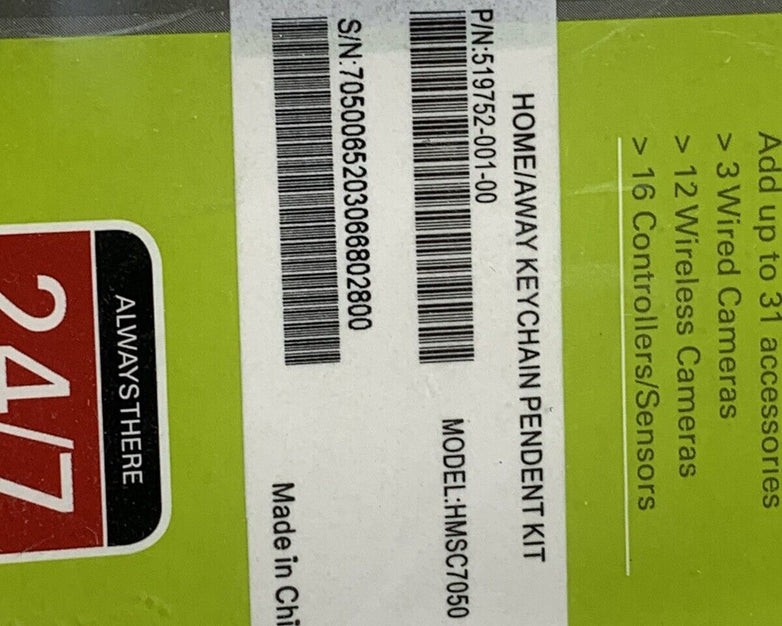 Add up to 31 accessories
> 3 Wired Cameras
> 12 Wireless Cameras
> 16 Controllers/Sensors
HOME/AWAY KEYCHAIN PENDENT KIT
P/N:519752-001-00
MODEL:HMSC7050
S/N:7050065203066802800
Made in Chi
ALWAYSTHERE
24/7